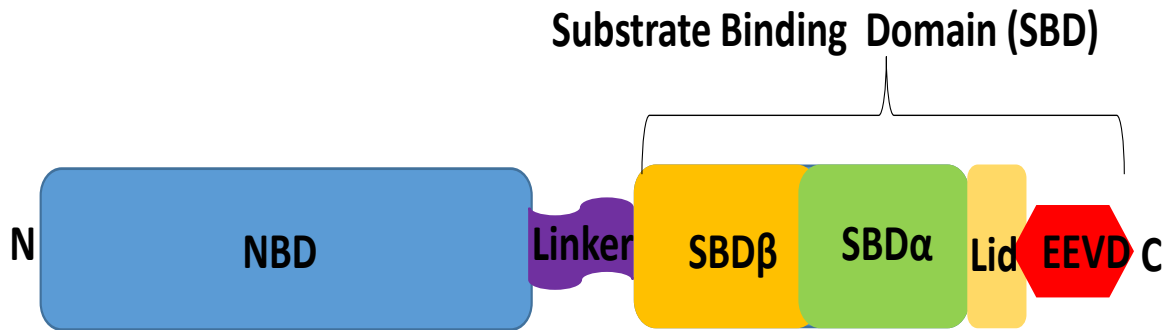 Substrate Binding Domain (SBD)
N NBD Linker SBDβ SBDα Lid EEVD C